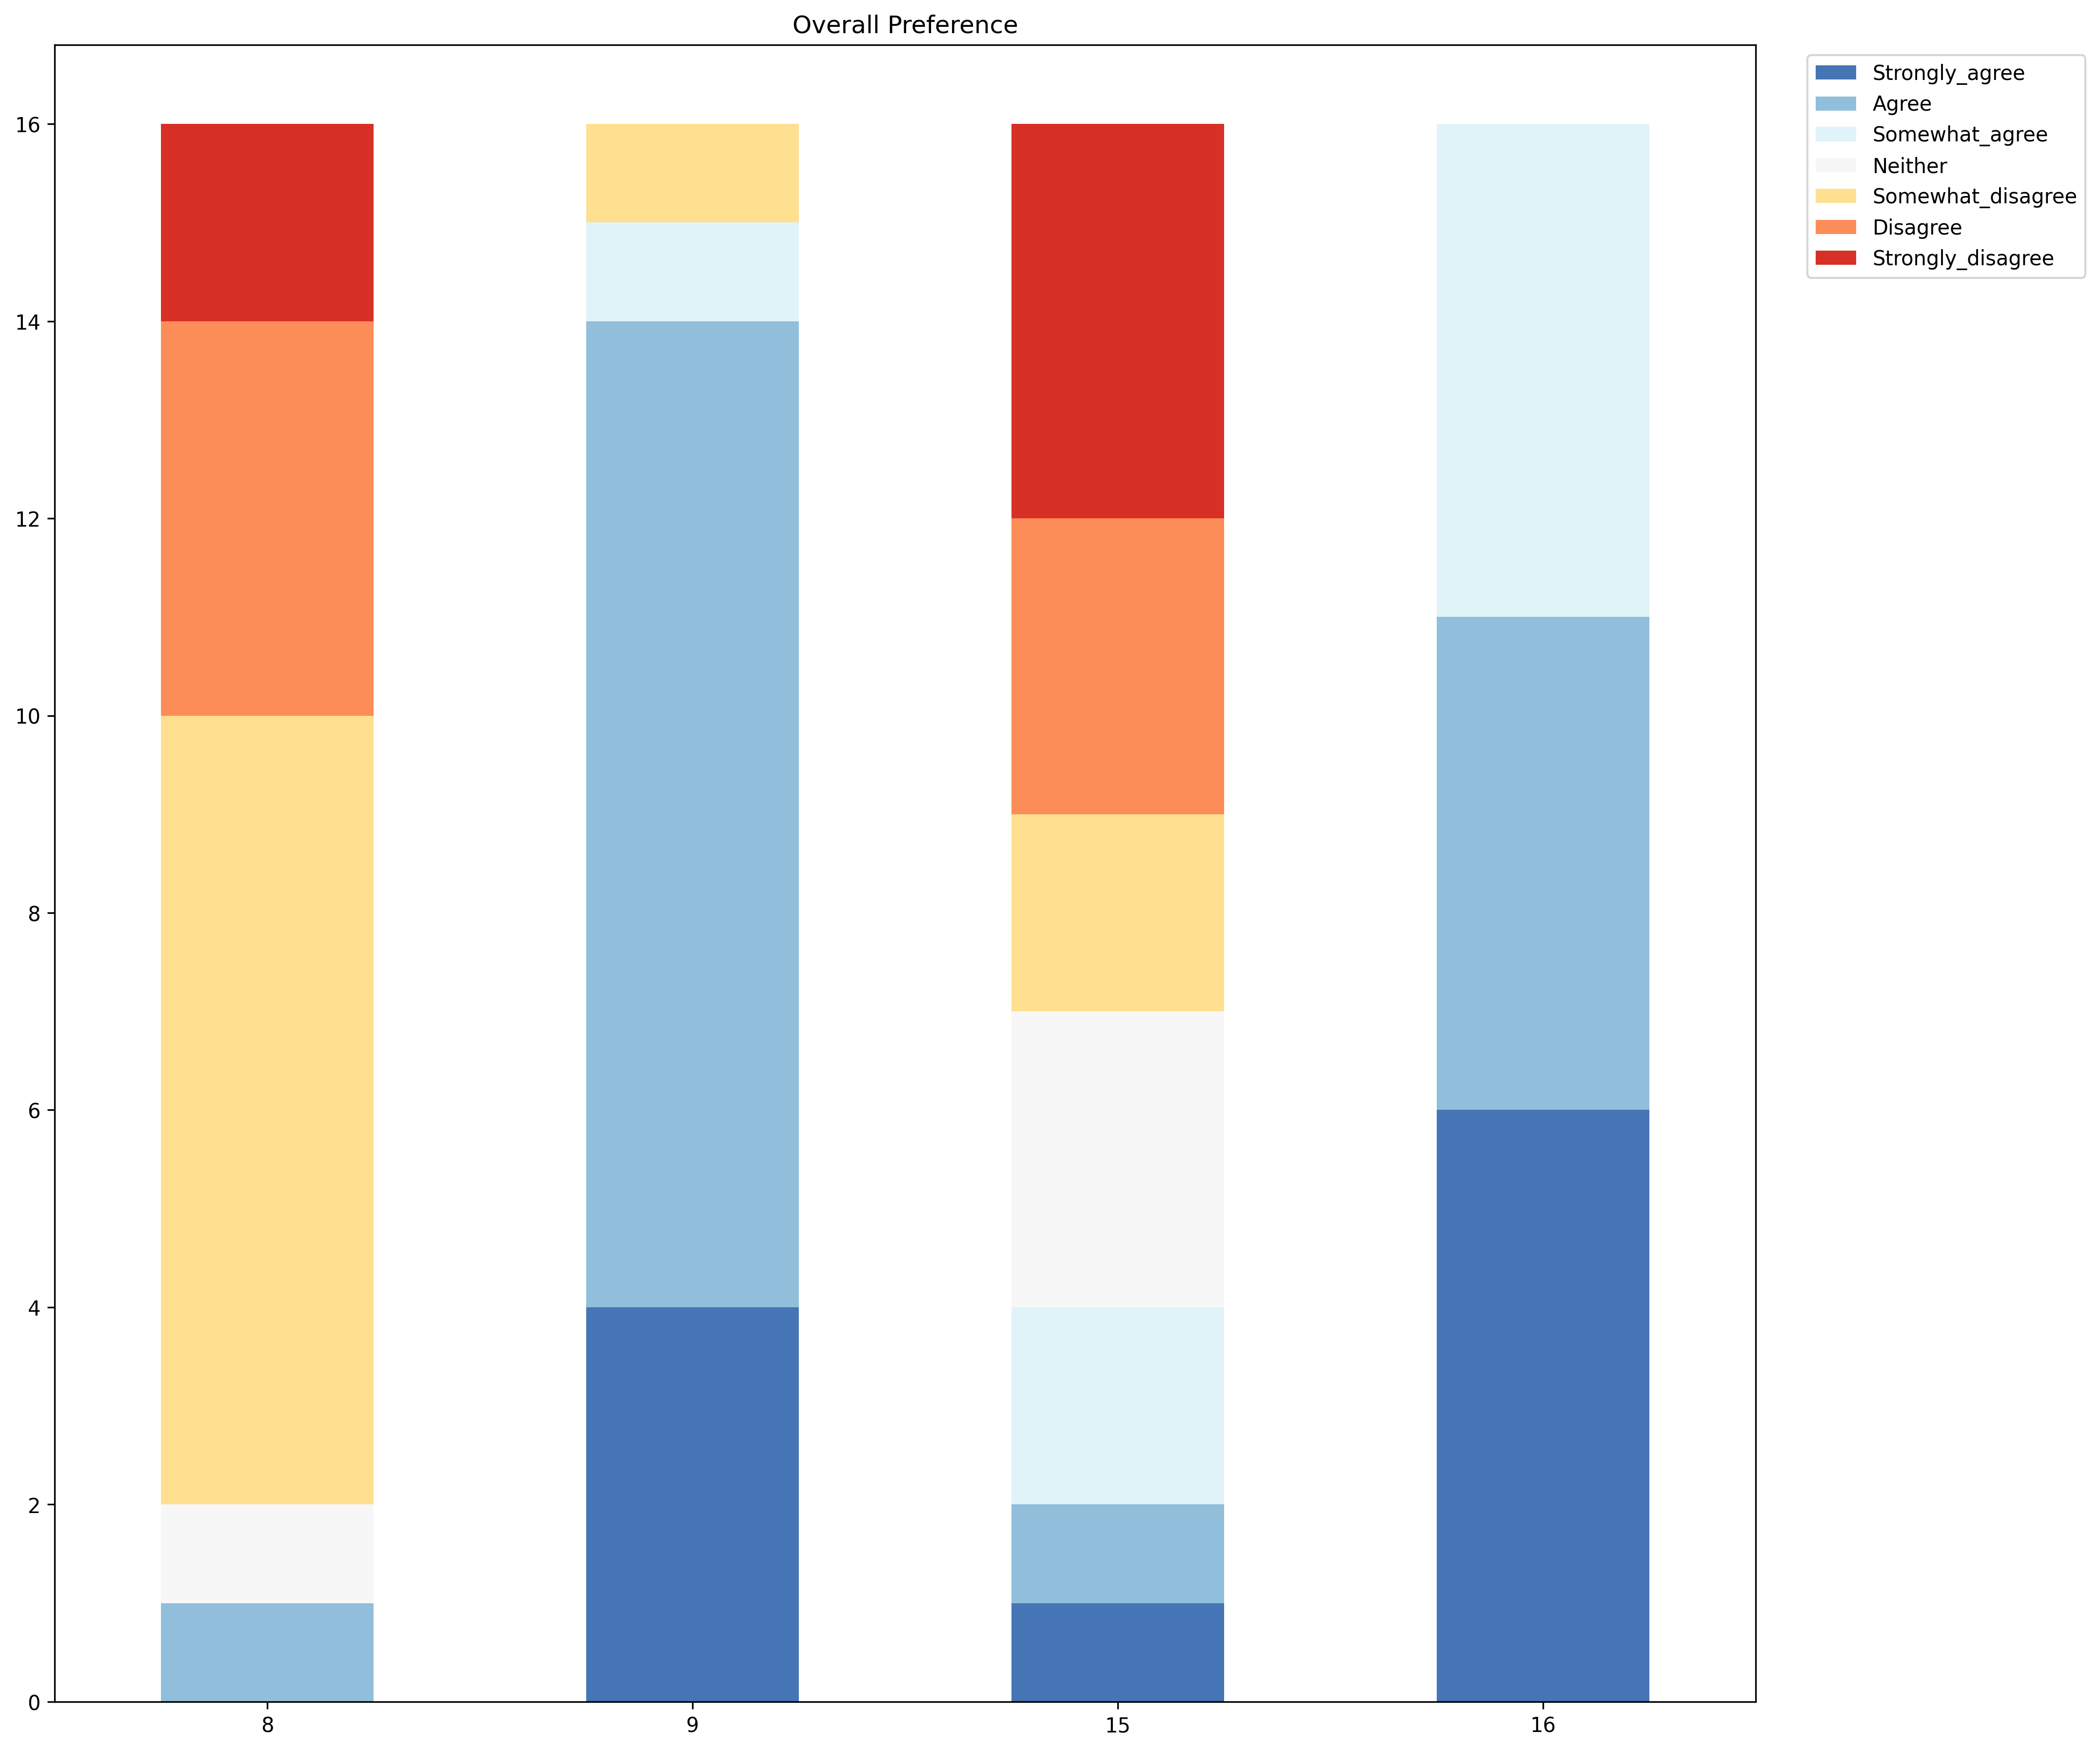 Overall Preference
Strongly_agree
Agree
Somewhat_agree
Neither
Somewhat_disagree
Disagree
Strongly_disagree
16
14
12
10
8
6
4
2
0
8 9 15 16